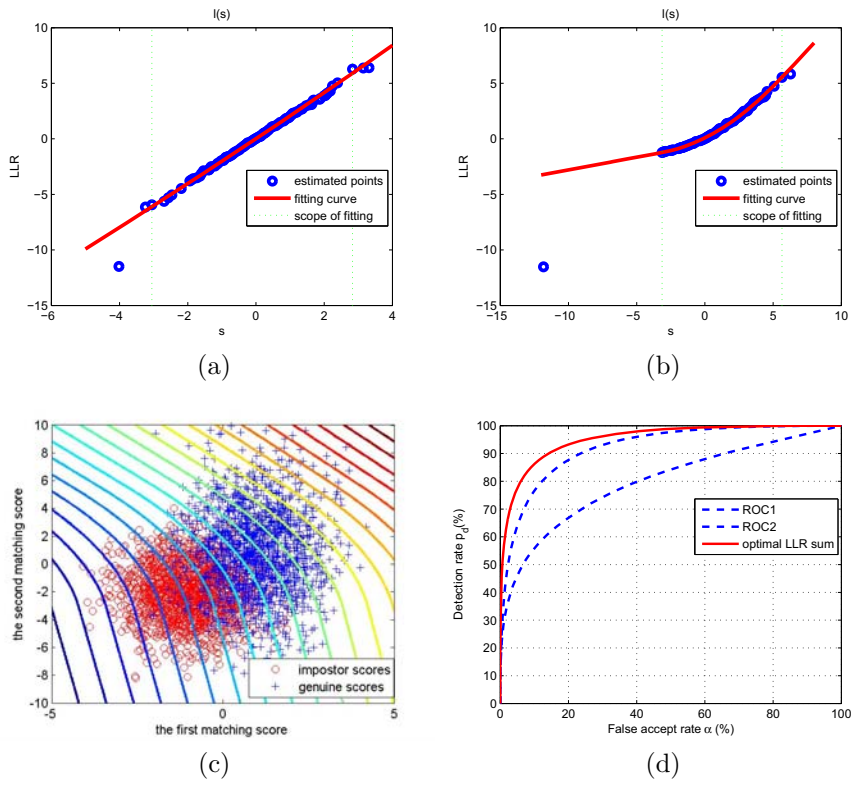 l(s)
10
5
0
−5
−10
−15
LLR
estimated points
fitting curve
scope of fitting
−6 −4 −2 0 2 4
s
(a)
l(s)
10
5
0
−5
−10
−15
LLR
estimated points
fitting curve
scope of fitting
−15 −10 −5 0 5 10
s
(b)
10
8
6
4
2
0
-2
-4
-6
-8
-10
the second matching score
impostor scores
genuine scores
-5 0 5
the first matching score
(c)
100
90
80
70
60
50
40
30
20
10
0
Detection rate p_d(%)
ROC1
ROC2
optimal LLR sum
0 20 40 60 80 100
False accept rate α (%)
(d)